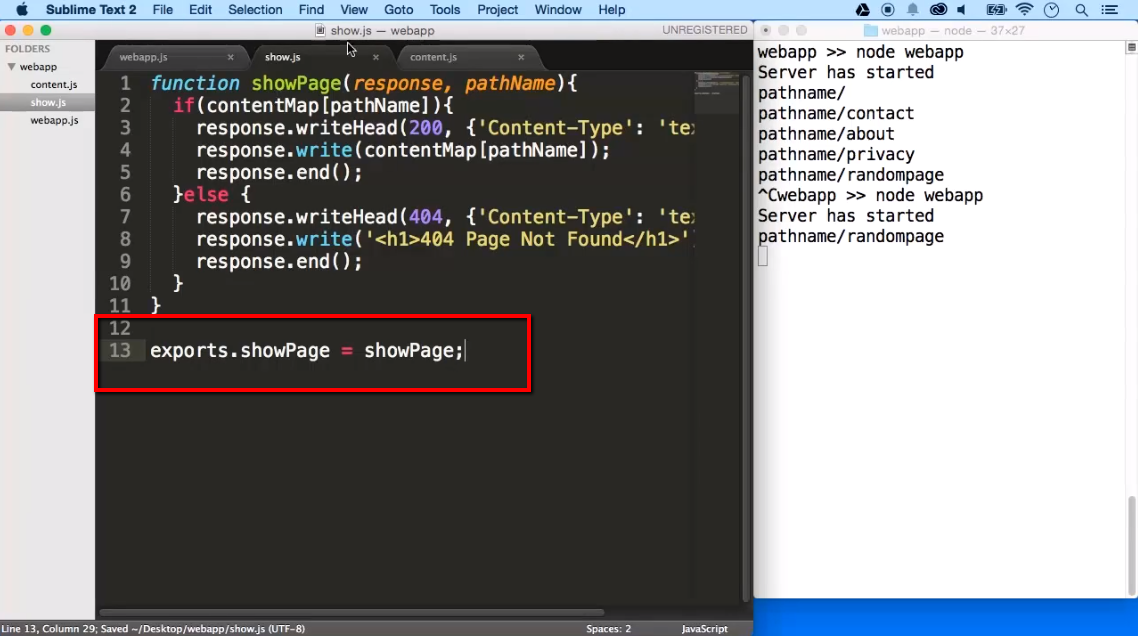 Sublime Text 2 File Edit Selection Find View Goto Tools Project Window Help
show.js — webapp UNREGISTERED
FOLDERS
webapp
content.js
show.js
webapp.js
webapp.js × show.js × content.js ×
1 function showPage(response, pathName){
2 if(contentMap[pathName]){
3 response.writeHead(200, {'Content-Type': 'te
4 response.write(contentMap[pathName]);
5 response.end();
6 }else {
7 response.writeHead(404, {'Content-Type': 'te
8 response.write('<h1>404 Page Not Found</h1>'
9 response.end();
10 }
11 }
12
13 exports.showPage = showPage;
Line 13, Column 29; Saved ~/Desktop/webapp/show.js (UTF-8) Spaces: 2 JavaScript
webapp — node — 37×27
webapp >> node webapp
Server has started
pathname/
pathname/contact
pathname/about
pathname/privacy
pathname/randompage
^Cwebapp >> node webapp
Server has started
pathname/randompage